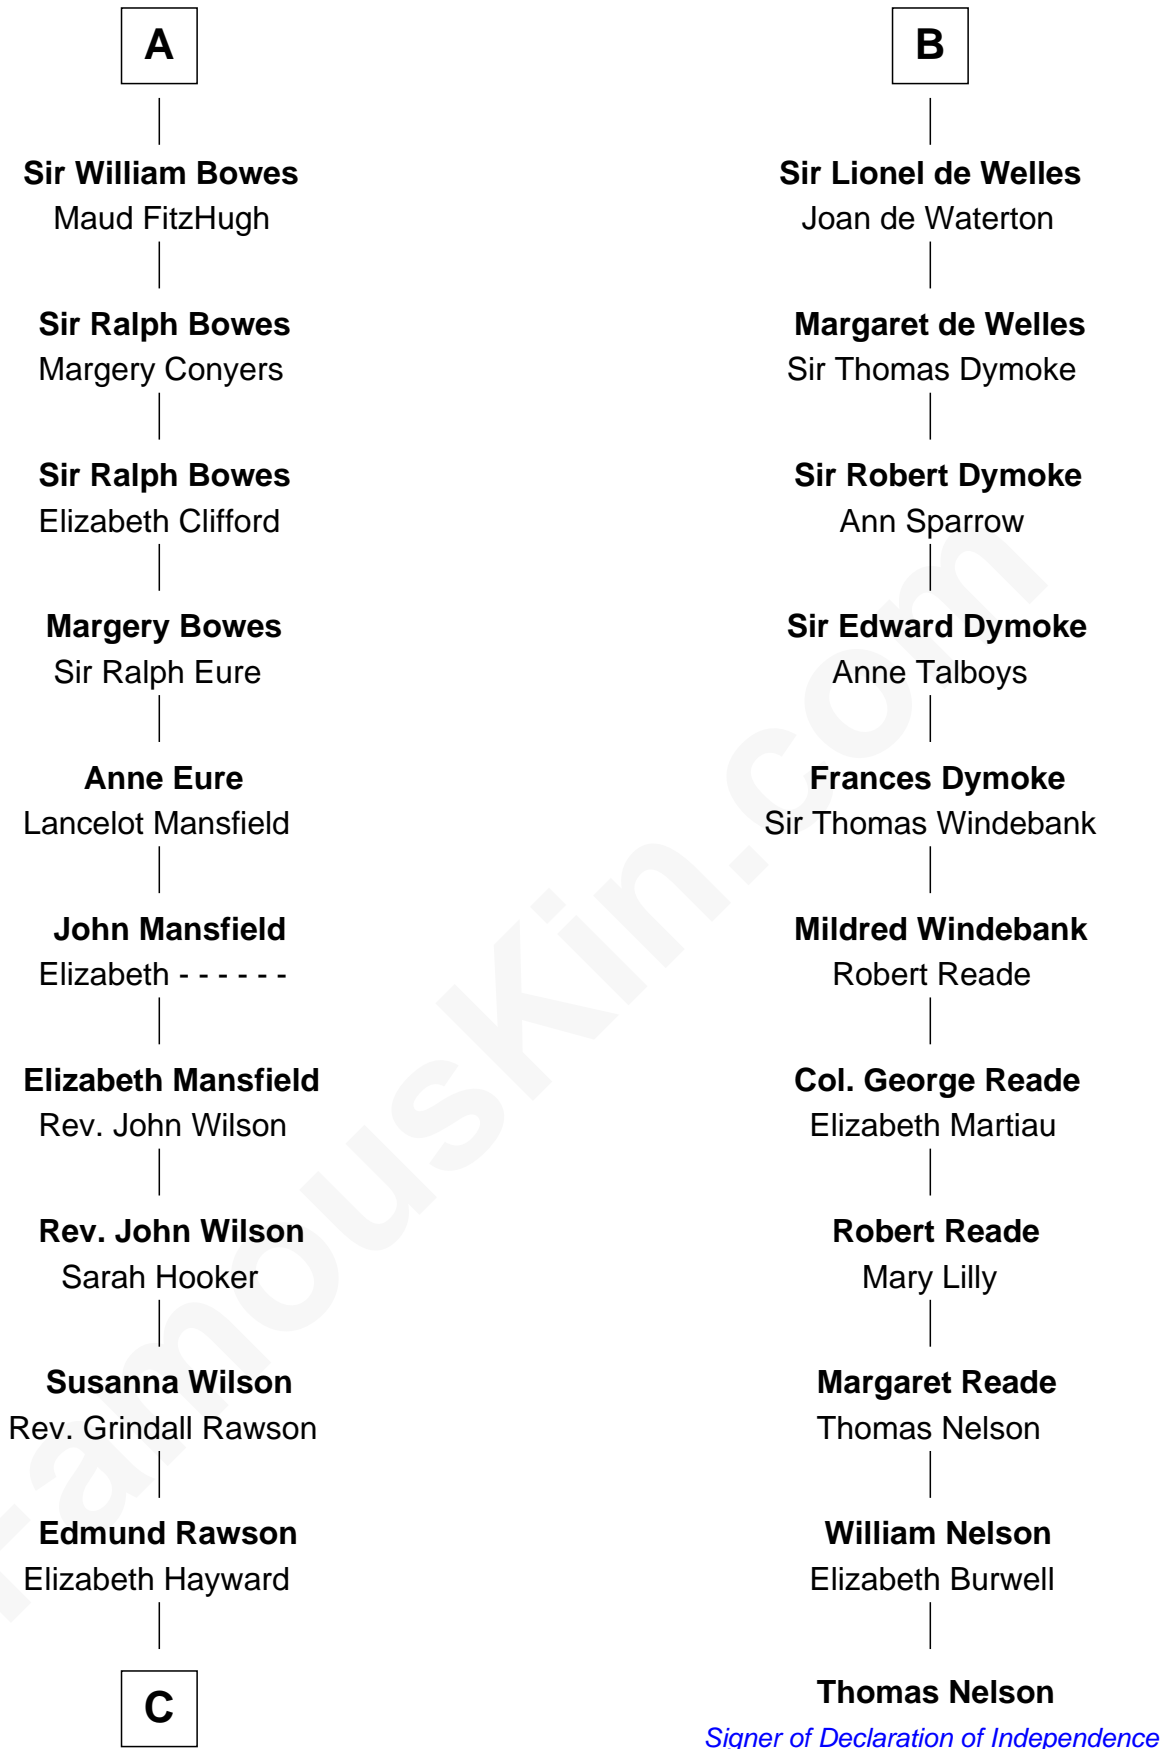 A
Sir William Bowes
Maud FitzHugh
Sir Ralph Bowes
Margery Conyers
Sir Ralph Bowes
Elizabeth Clifford
Margery Bowes
Sir Ralph Eure
Anne Eure
Lancelot Mansfield
John Mansfield
Elizabeth - - - - - -
Elizabeth Mansfield
Rev. John Wilson
Rev. John Wilson
Sarah Hooker
Susanna Wilson
Rev. Grindall Rawson
Edmund Rawson
Elizabeth Hayward
C
B
Sir Lionel de Welles
Joan de Waterton
Margaret de Welles
Sir Thomas Dymoke
Sir Robert Dymoke
Ann Sparrow
Sir Edward Dymoke
Anne Talboys
Frances Dymoke
Sir Thomas Windebank
Mildred Windebank
Robert Reade
Col. George Reade
Elizabeth Martiau
Robert Reade
Mary Lilly
Margaret Reade
Thomas Nelson
William Nelson
Elizabeth Burwell
Thomas Nelson
Signer of Declaration of Independence
FamousKin.com